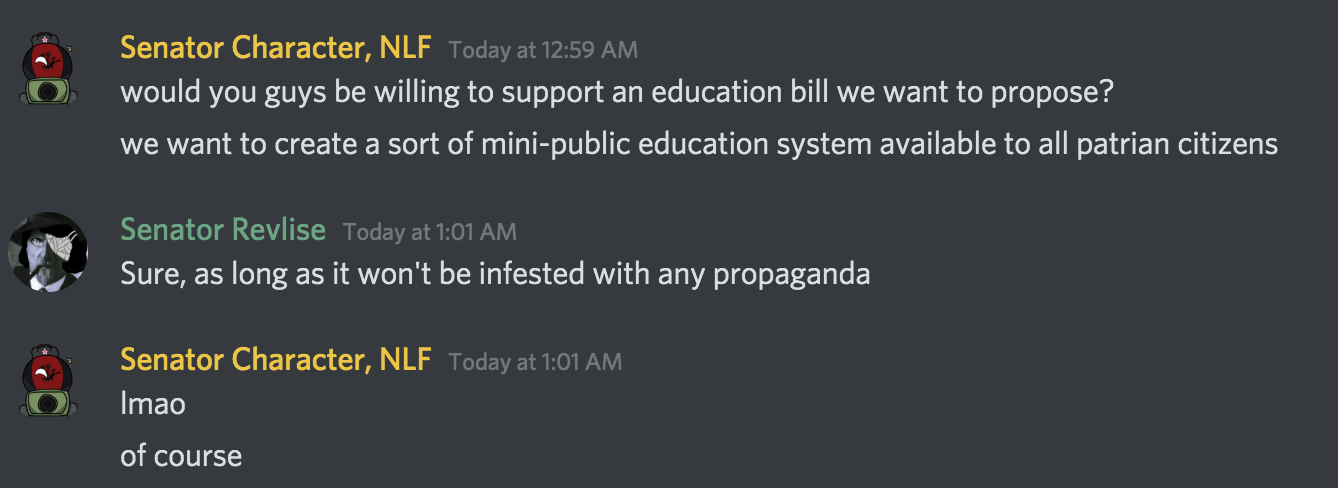 Senator Character, NLF Today at 12:59 AM
would you guys be willing to support an education bill we want to propose?
we want to create a sort of mini-public education system available to all patrian citizens
Senator Revlise Today at 1:01 AM
Sure, as long as it won't be infested with any propaganda
Senator Character, NLF Today at 1:01 AM
lmao
of course